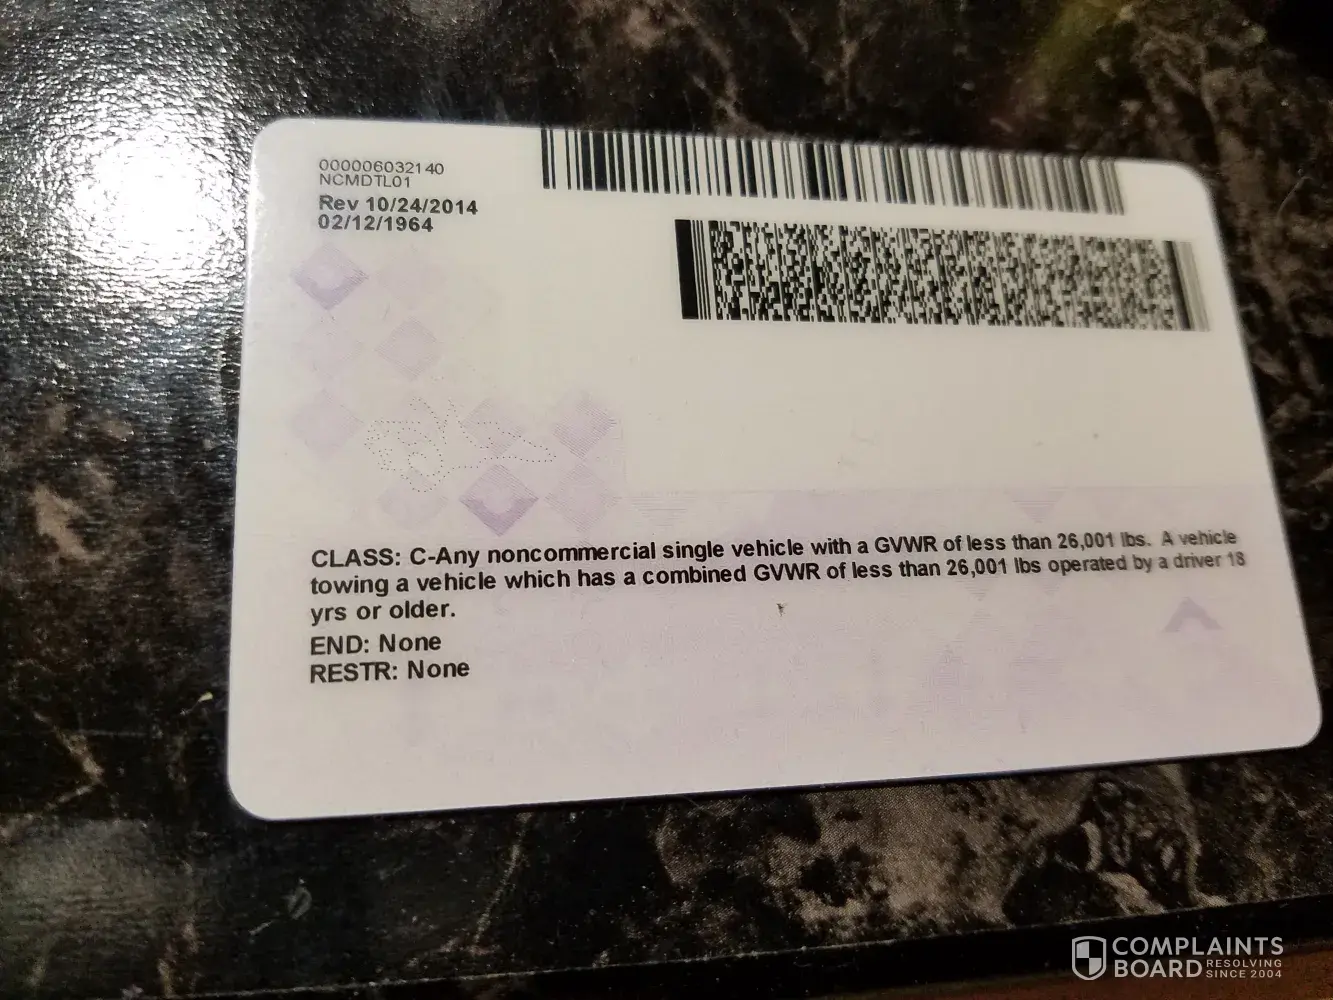 000006032140
NCMDTL01
Rev 10/24/2014
02/12/1964
CLASS: C-Any noncommercial single vehicle with a GVWR of less than 26,001 lbs. A vehicle
towing a vehicle which has a combined GVWR of less than 26,001 lbs operated by a driver 18
yrs or older.
END: None
RESTR: None
COMPLAINTS
BOARD RESOLVING
SINCE 2004